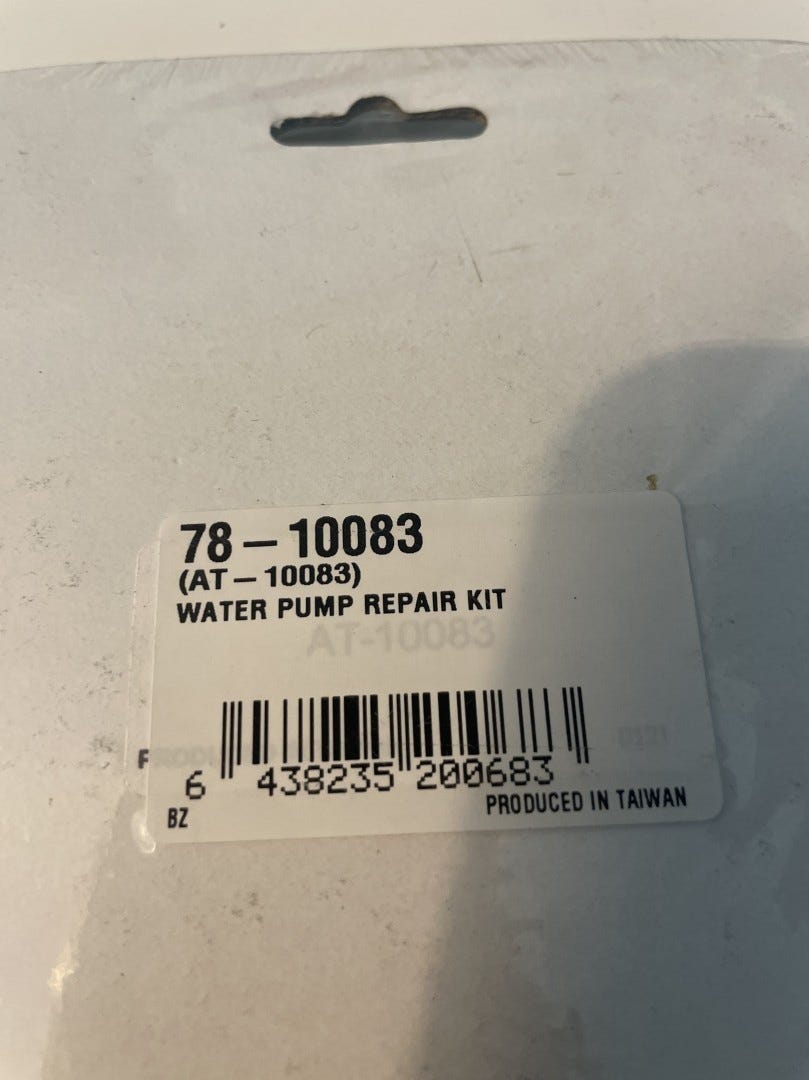 78-10083
(AT-10083)
WATER PUMP REPAIR KIT
AT-10083
6 438235 200683
BZ PRODUCED IN TAIWAN